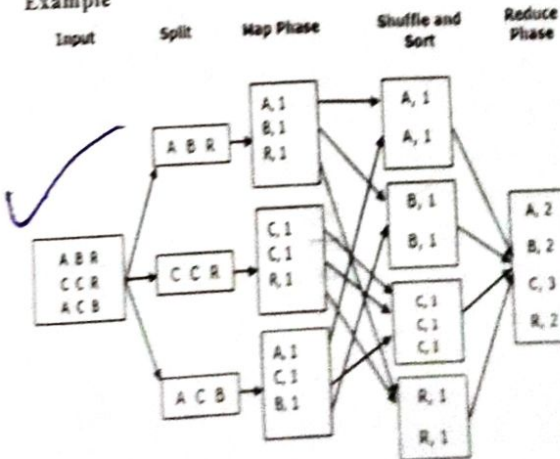 Example
Input
Split
Map Phase
Shuffle and
Sort
Reduce
Phase
A B R
C C R
A C B
A B R
C C R
A C B
A, 1
B, 1
R, 1
C, 1
C, 1
R, 1
A, 1
C, 1
B, 1
A, 1
A, 1
B, 1
B, 1
C, 1
C, 1
C, 1
R, 1
R, 1
A, 2
B, 2
C, 3
R, 2